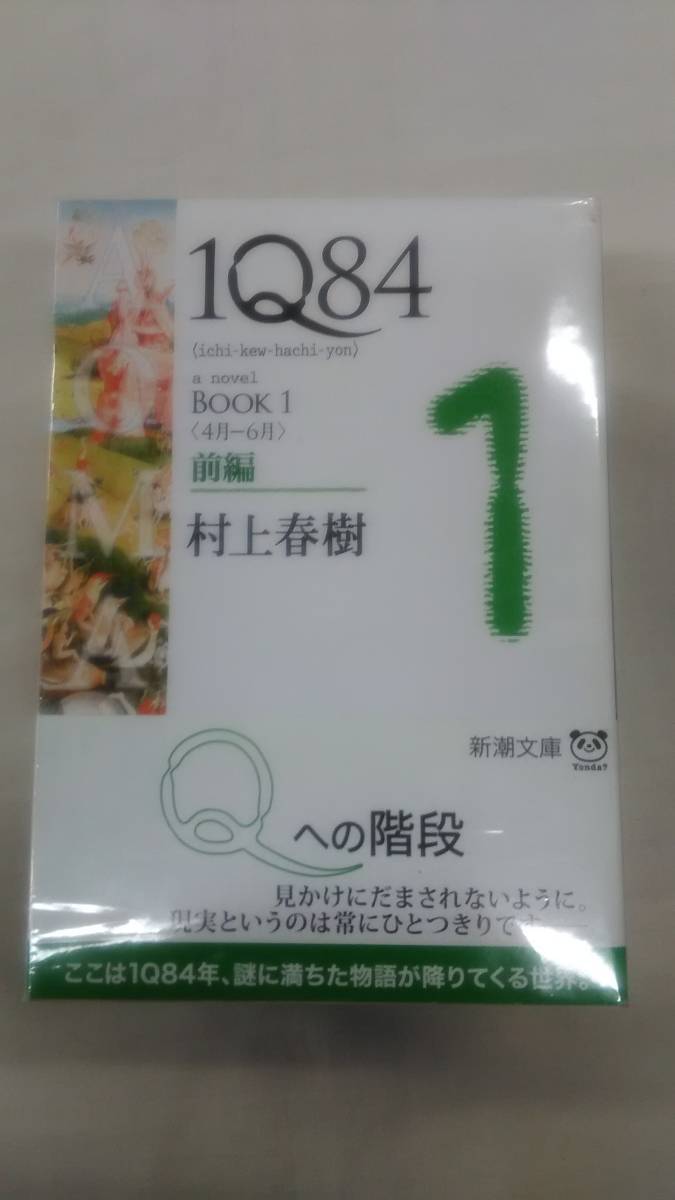 1Q84
〈ichi-kew-hachi-yon〉
a novel
BOOK 1
〈4月−6月〉
前編
村上春樹
1
A
O
M
A
新潮文庫
Yonda?
Qへの階段
見かけにだまされないように。
現実というのは常にひとつきりです
ここは1Q84年、謎に満ちた物語が降りてくる世界。